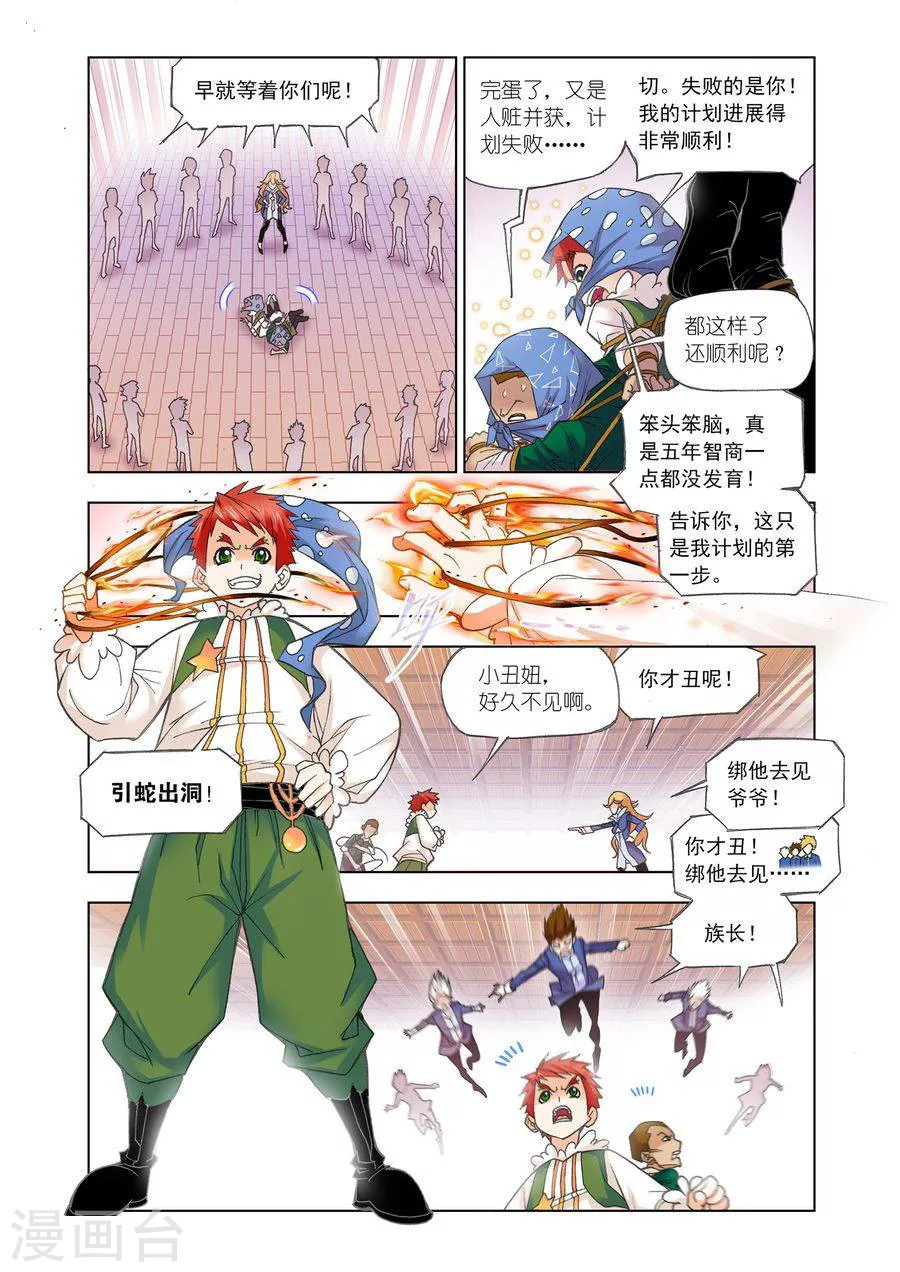 早就等着你们呢！
完蛋了，又是
人赃并获，计
划失败……
切。失败的是你！
我的计划进展得
非常顺利！
都这样了
还顺利呢？
笨头笨脑，真
是五年智商一
点都没发育！
告诉你，这只
是我计划的第
一步。
呼
引蛇出洞！
小丑妞，
好久不见啊。
你才丑呢！
绑他去见
爷爷！
你才丑！
绑他去见……
族长！
漫画台